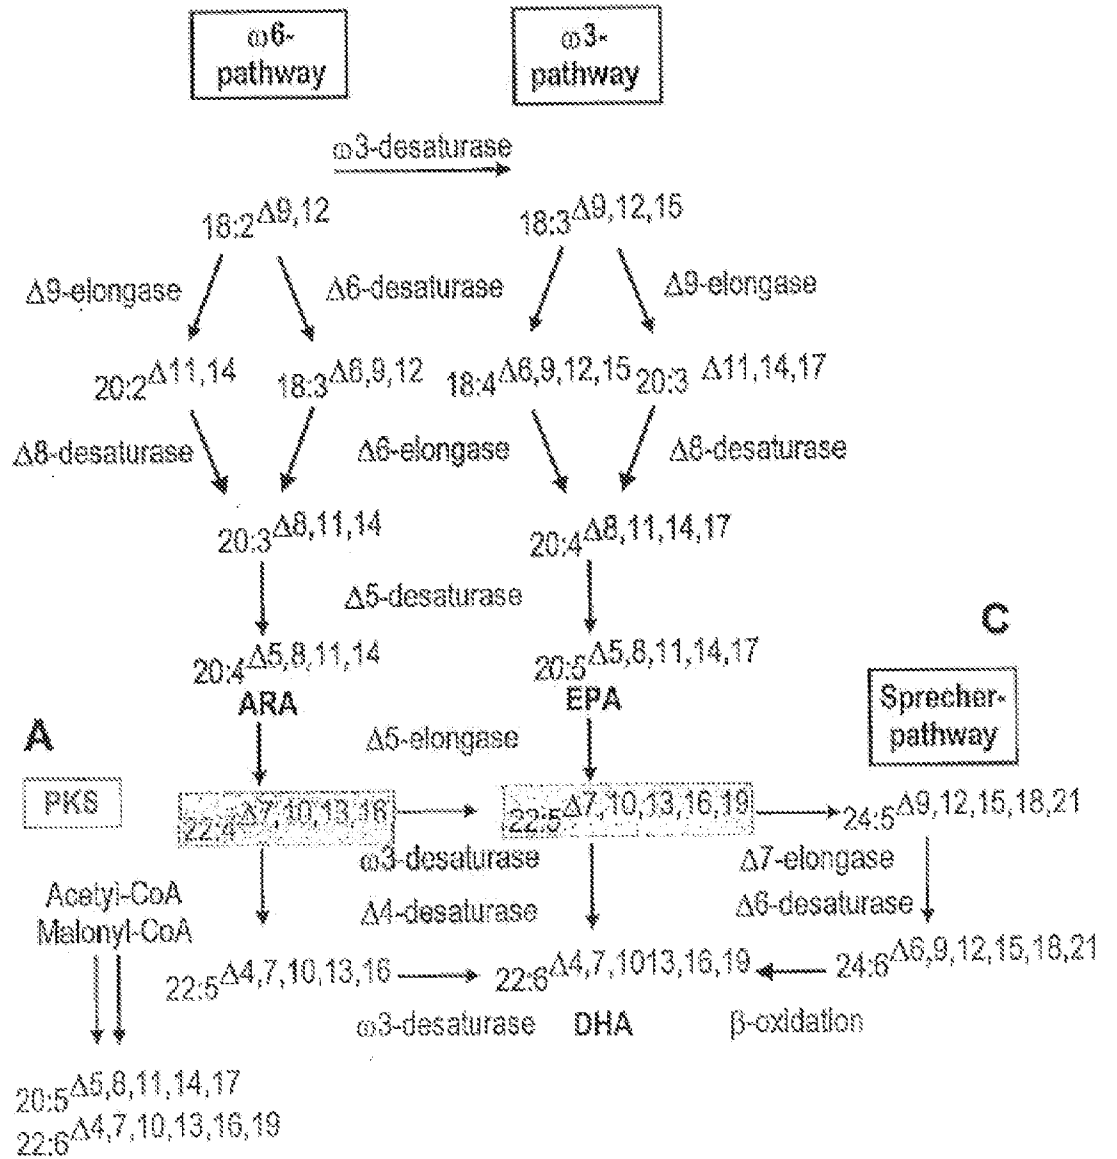 ω6-
pathway
ω3-
pathway
ω3-desaturase
18:2Δ9,12
18:3Δ9,12,15
Δ9-elongase
Δ6-desaturase
Δ9-elongase
20:2Δ11,14
18:3Δ6,9,12
18:4Δ6,9,12,15
20:3 Δ11,14,17
Δ8-desaturase
Δ6-elongase
Δ8-desaturase
20:3Δ8,11,14
20:4Δ8,11,14,17
Δ5-desaturase
C
20:4Δ5,8,11,14
20:5Δ5,8,11,14,17
ARA
EPA
Sprecher-
pathway
A
Δ5-elongase
PKS
22:4Δ7,10,13,16
22:5Δ7,10,13,16,19
24:5Δ9,12,15,18,21
ω3-desaturase
Δ7-elongase
Acetyl-CoA
Malonyl-CoA
Δ4-desaturase
Δ6-desaturase
22:5Δ4,7,10,13,16
22:6Δ4,7,1013,16,19
24:6Δ6,9,12,15,18,21
ω3-desaturase
DHA
β-oxidation
20:5Δ5,8,11,14,17
22:6Δ4,7,10,13,16,19